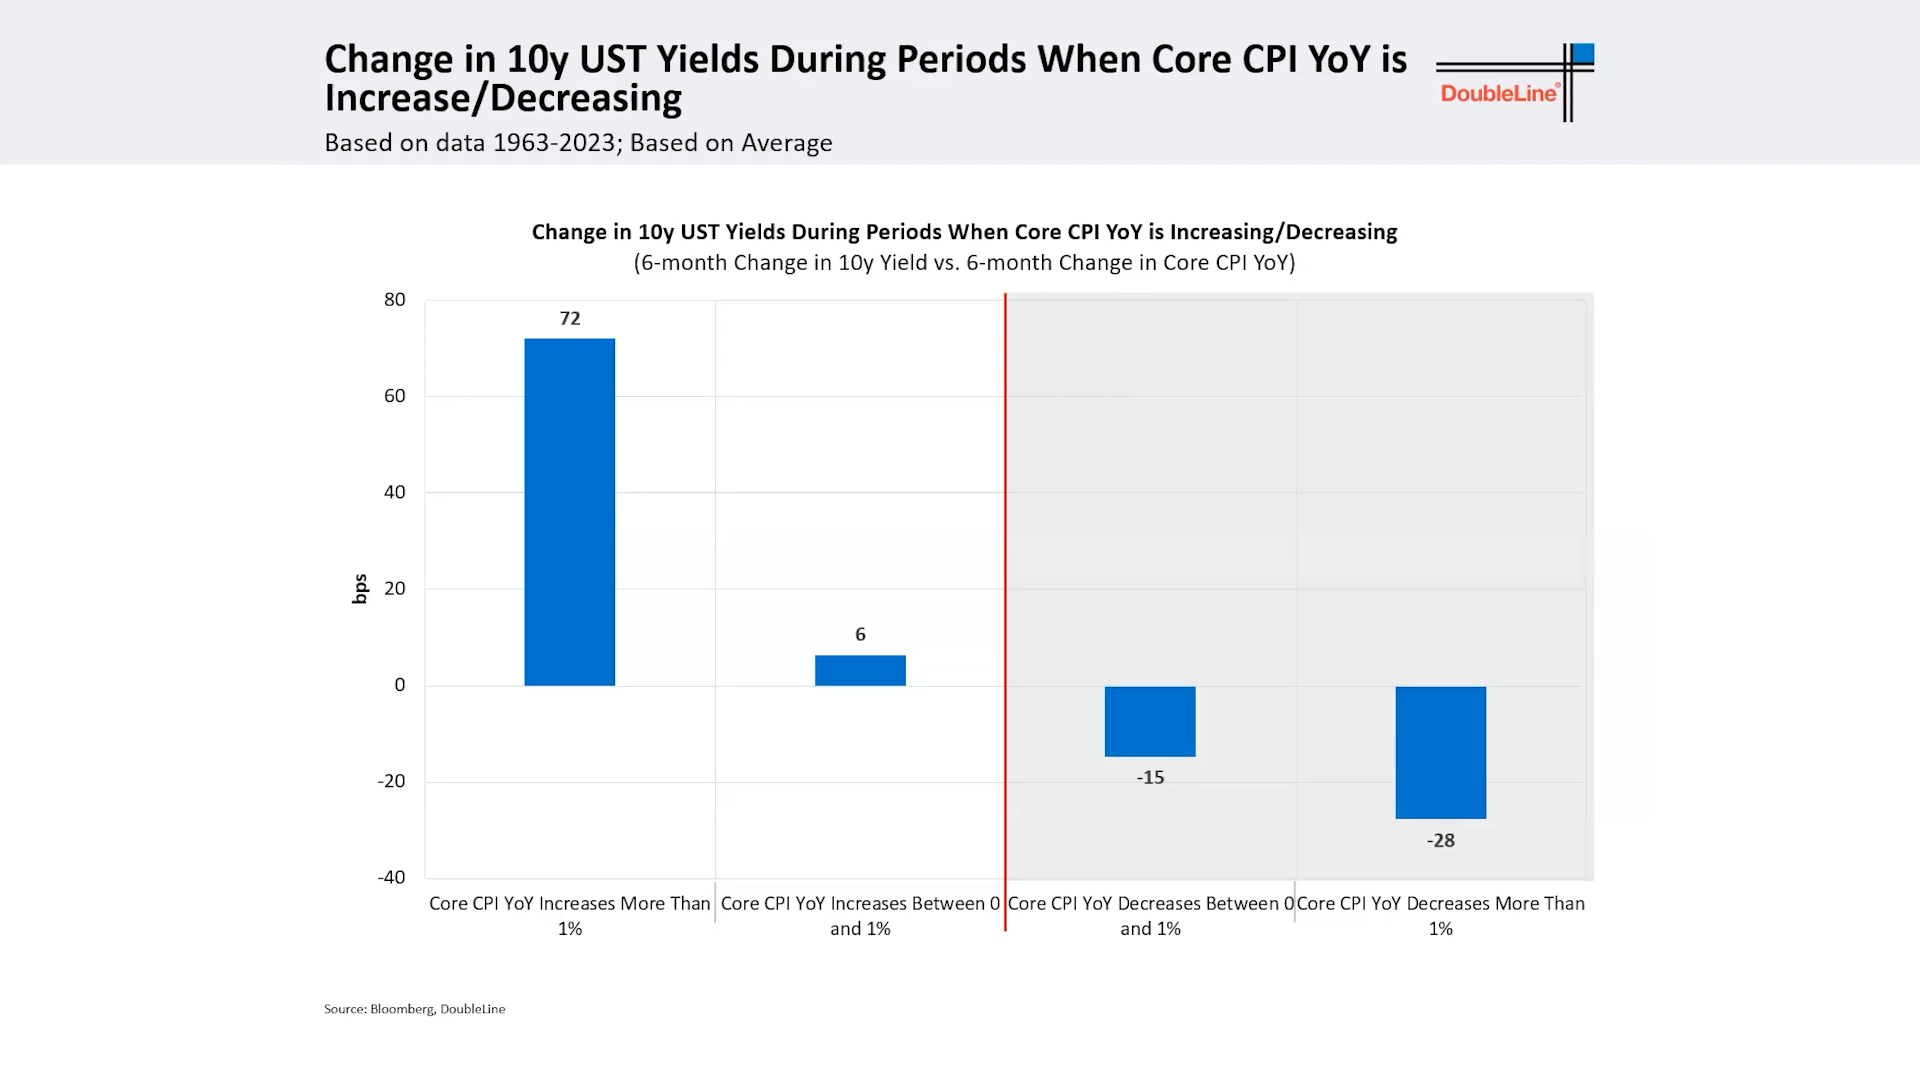 Change in 10y UST Yields During Periods When Core CPI YoY is
Increase/Decreasing
DoubleLine®
Based on data 1963-2023; Based on Average
Change in 10y UST Yields During Periods When Core CPI YoY is Increasing/Decreasing
(6-month Change in 10y Yield vs. 6-month Change in Core CPI YoY)
80
72
60
40
bps
20
6
0
-15
-20
-28
-40
Core CPI YoY Increases More Than
1%
Core CPI YoY Increases Between 0
and 1%
Core CPI YoY Decreases Between 0
and 1%
Core CPI YoY Decreases More Than
1%
Source: Bloomberg, DoubleLine